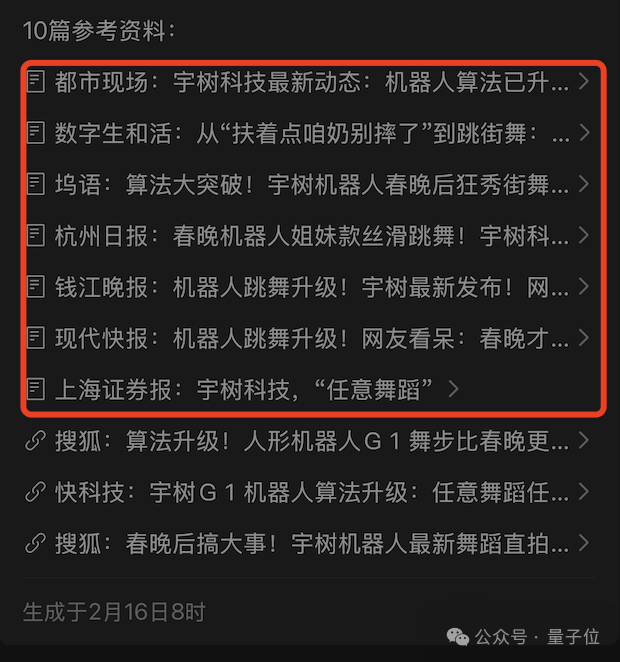 10篇参考资料：
都市现场：宇树科技最新动态：机器人算法已升...
数字生和活：从“扶着点咱奶别摔了”到跳街舞：...
坞语：算法大突破！宇树机器人春晚后狂秀街舞...
杭州日报：春晚机器人姐妹款丝滑跳舞！宇树科...
钱江晚报：机器人跳舞升级！宇树最新发布！网...
现代快报：机器人跳舞升级！网友看呆：春晚才...
上海证券报：宇树科技，“任意舞蹈”
搜狐：算法升级！人形机器人G1舞步比春晚更...
快科技：宇树G1机器人算法升级：任意舞蹈任...
搜狐：春晚后搞大事！宇树机器人最新舞蹈直拍...
生成于2月16日8时
公众号·量子位